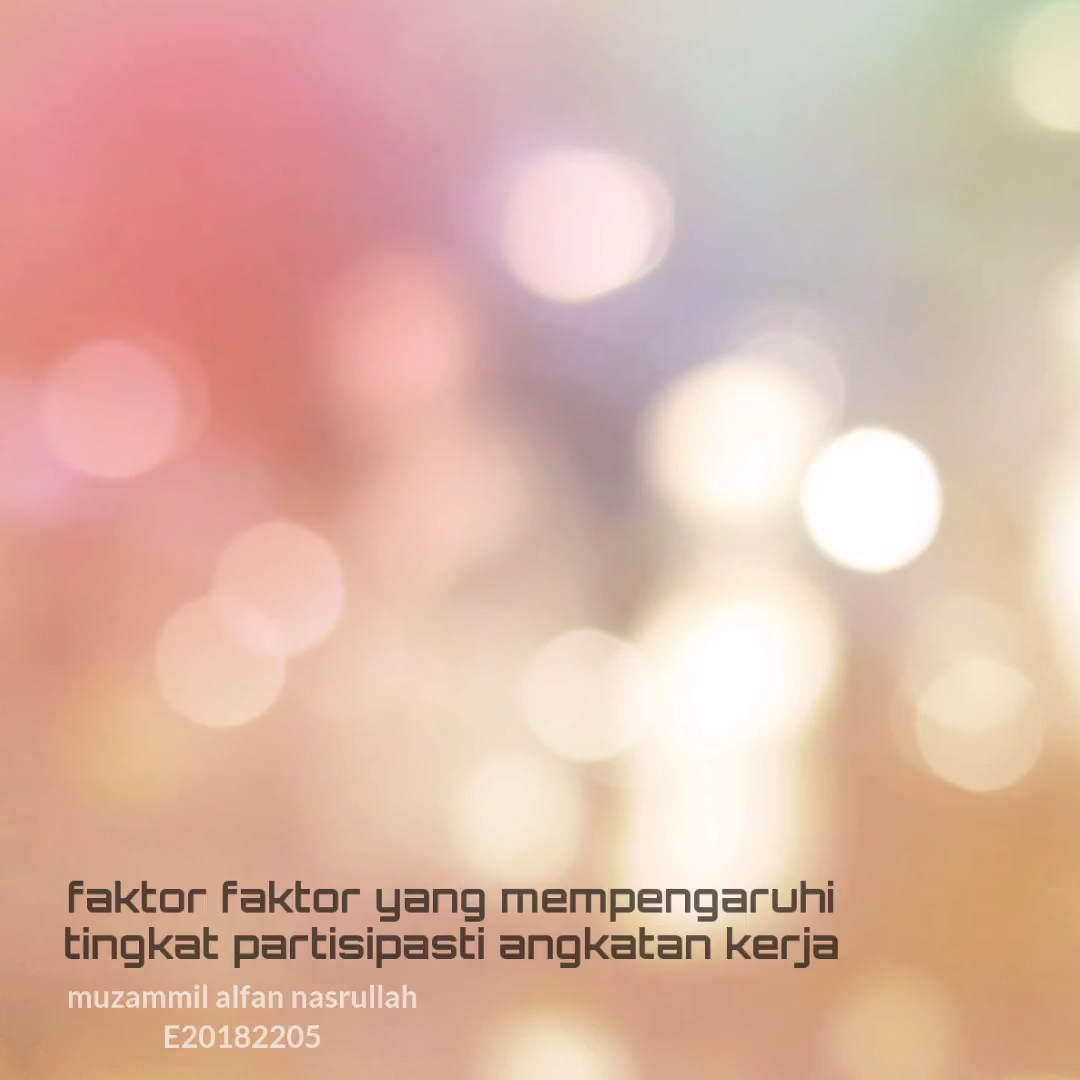 faktor faktor yang mempengaruhi
tingkat partisipasti angkatan kerja
muzammil alfan nasrullah
E20182205